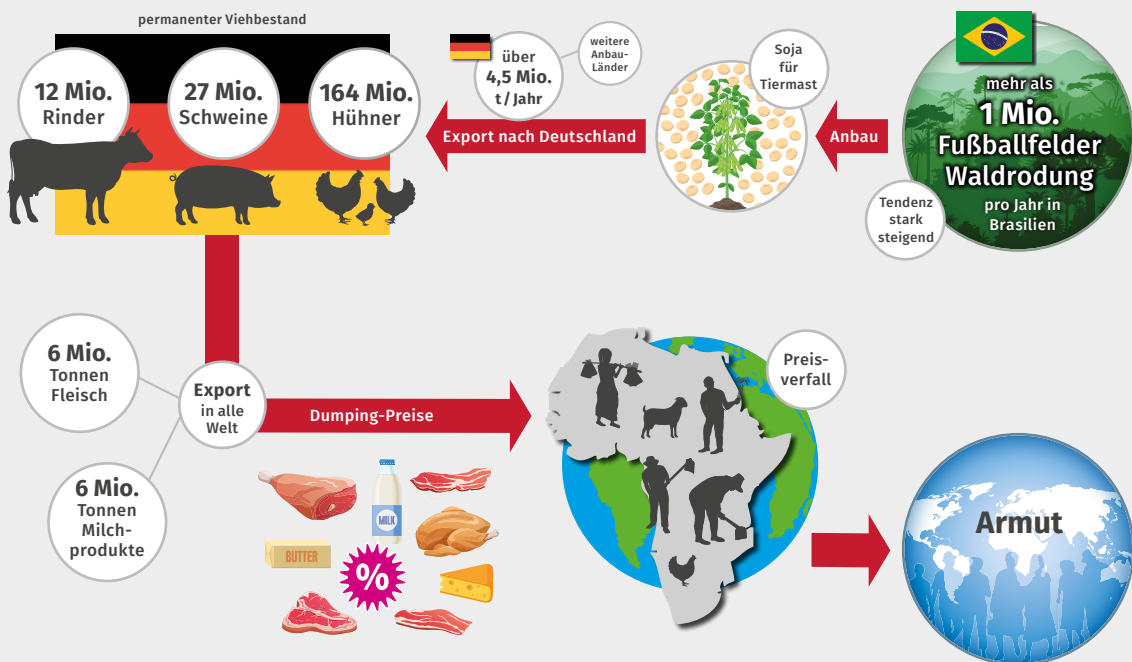 permanenter Viehbestand
12 Mio.
Rinder
27 Mio.
Schweine
164 Mio.
Hühner
über
4,5 Mio.
t / Jahr
weitere
Anbau-
Länder
Export nach Deutschland
Soja
für
Tiermast
Anbau
mehr als
1 Mio.
Fußballfelder
Waldrodung
pro Jahr in
Brasilien
Tendenz
stark
steigend
6 Mio.
Tonnen
Fleisch
6 Mio.
Tonnen
Milch-
produkte
Export
in alle
Welt
Dumping-Preise
MILK
BUTTER
%
Preis-
verfall
Armut